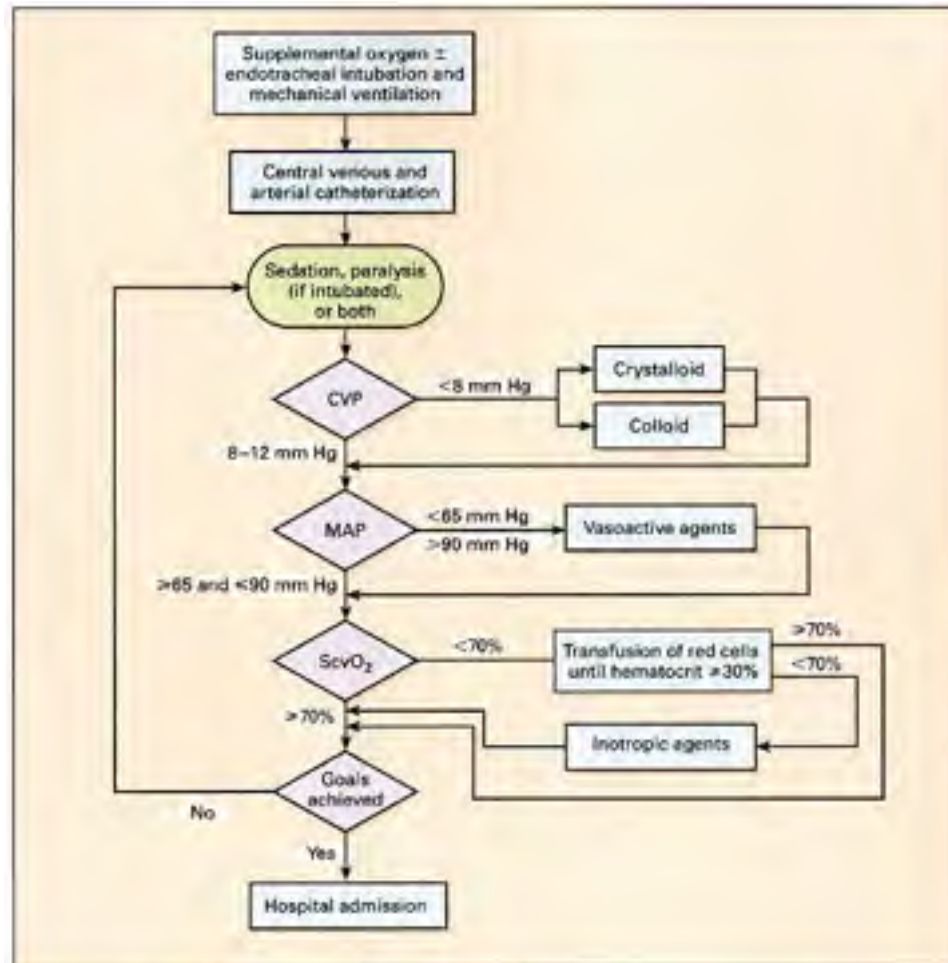 Supplemental oxygen ±
endotracheal intubation and
mechanical ventilation
Central venous and
arterial catheterization
Sedation, paralysis
(if intubated),
or both
CVP
<8 mm Hg
Crystalloid
Colloid
8–12 mm Hg
MAP
<65 mm Hg
>90 mm Hg
Vasoactive agents
≥65 and ≤90 mm Hg
ScvO₂
<70%
Transfusion of red cells
until hematocrit ≥30%
≥70%
<70%
≥70%
Inotropic agents
Goals
achieved
No
Yes
Hospital admission